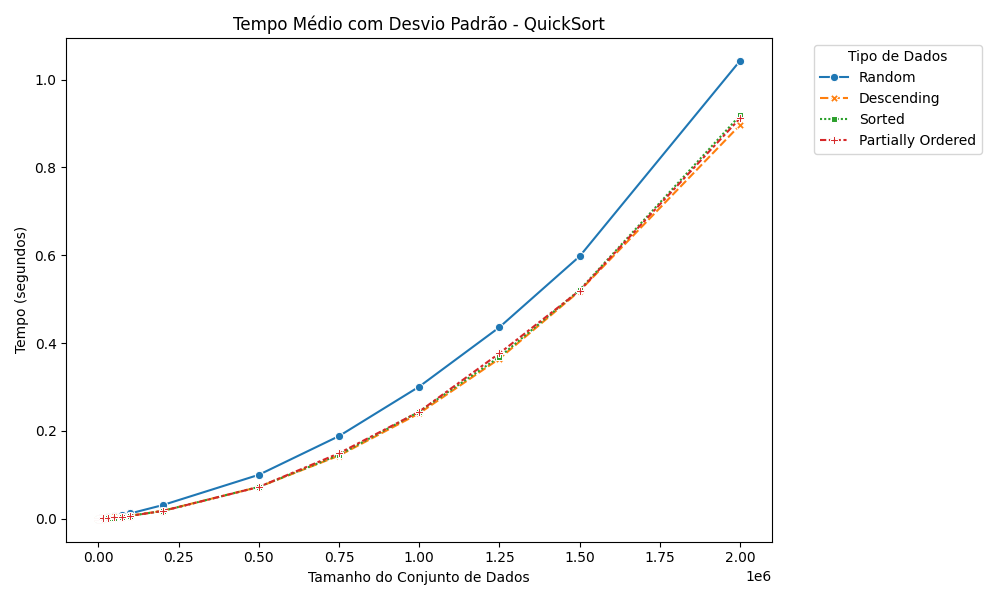 Tempo Médio com Desvio Padrão - QuickSort
Tipo de Dados
Random
Descending
Sorted
Partially Ordered
Tempo (segundos)
1.0
0.8
0.6
0.4
0.2
0.0
0.00 0.25 0.50 0.75 1.00 1.25 1.50 1.75 2.00
1e6
Tamanho do Conjunto de Dados